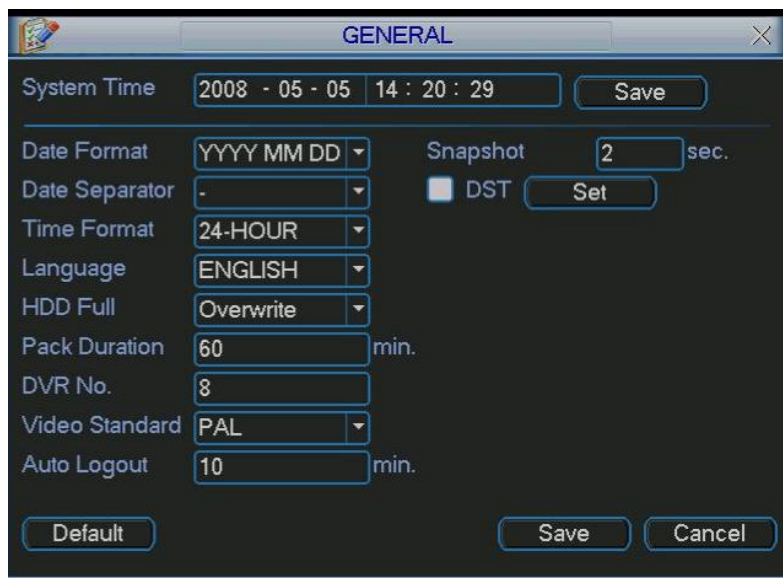 GENERAL
System Time 2008 - 05 - 05 14 : 20 : 29 Save
Date Format YYYY MM DD Snapshot 2 sec.
Date Separator - DST Set
Time Format 24-HOUR
Language ENGLISH
HDD Full Overwrite
Pack Duration 60 min.
DVR No. 8
Video Standard PAL
Auto Logout 10 min.
Default Save Cancel